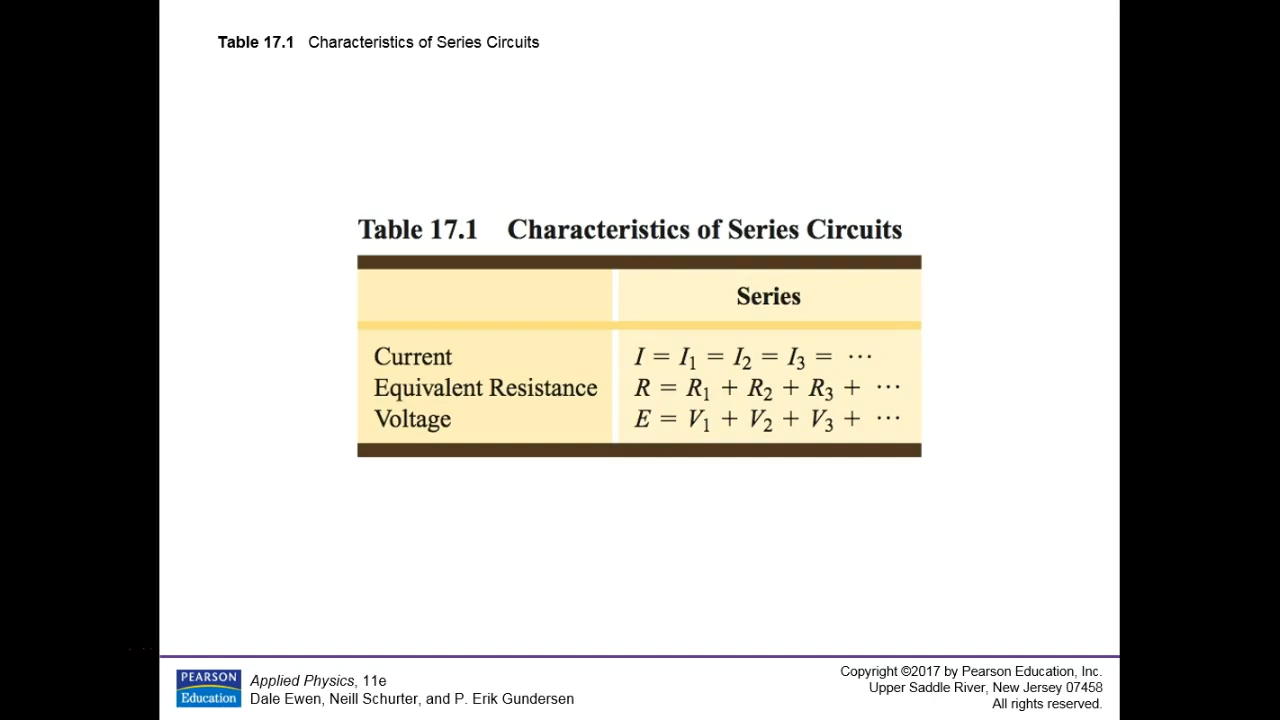 Table 17.1 Characteristics of Series Circuits
Table 17.1 Characteristics of Series Circuits
Series
Current I = I₁ = I₂ = I₃ = ⋯
Equivalent Resistance R = R₁ + R₂ + R₃ + ⋯
Voltage E = V₁ + V₂ + V₃ + ⋯
PEARSON
Education
Applied Physics, 11e
Dale Ewen, Neill Schurter, and P. Erik Gundersen
Copyright ©2017 by Pearson Education, Inc.
Upper Saddle River, New Jersey 07458
All rights reserved.